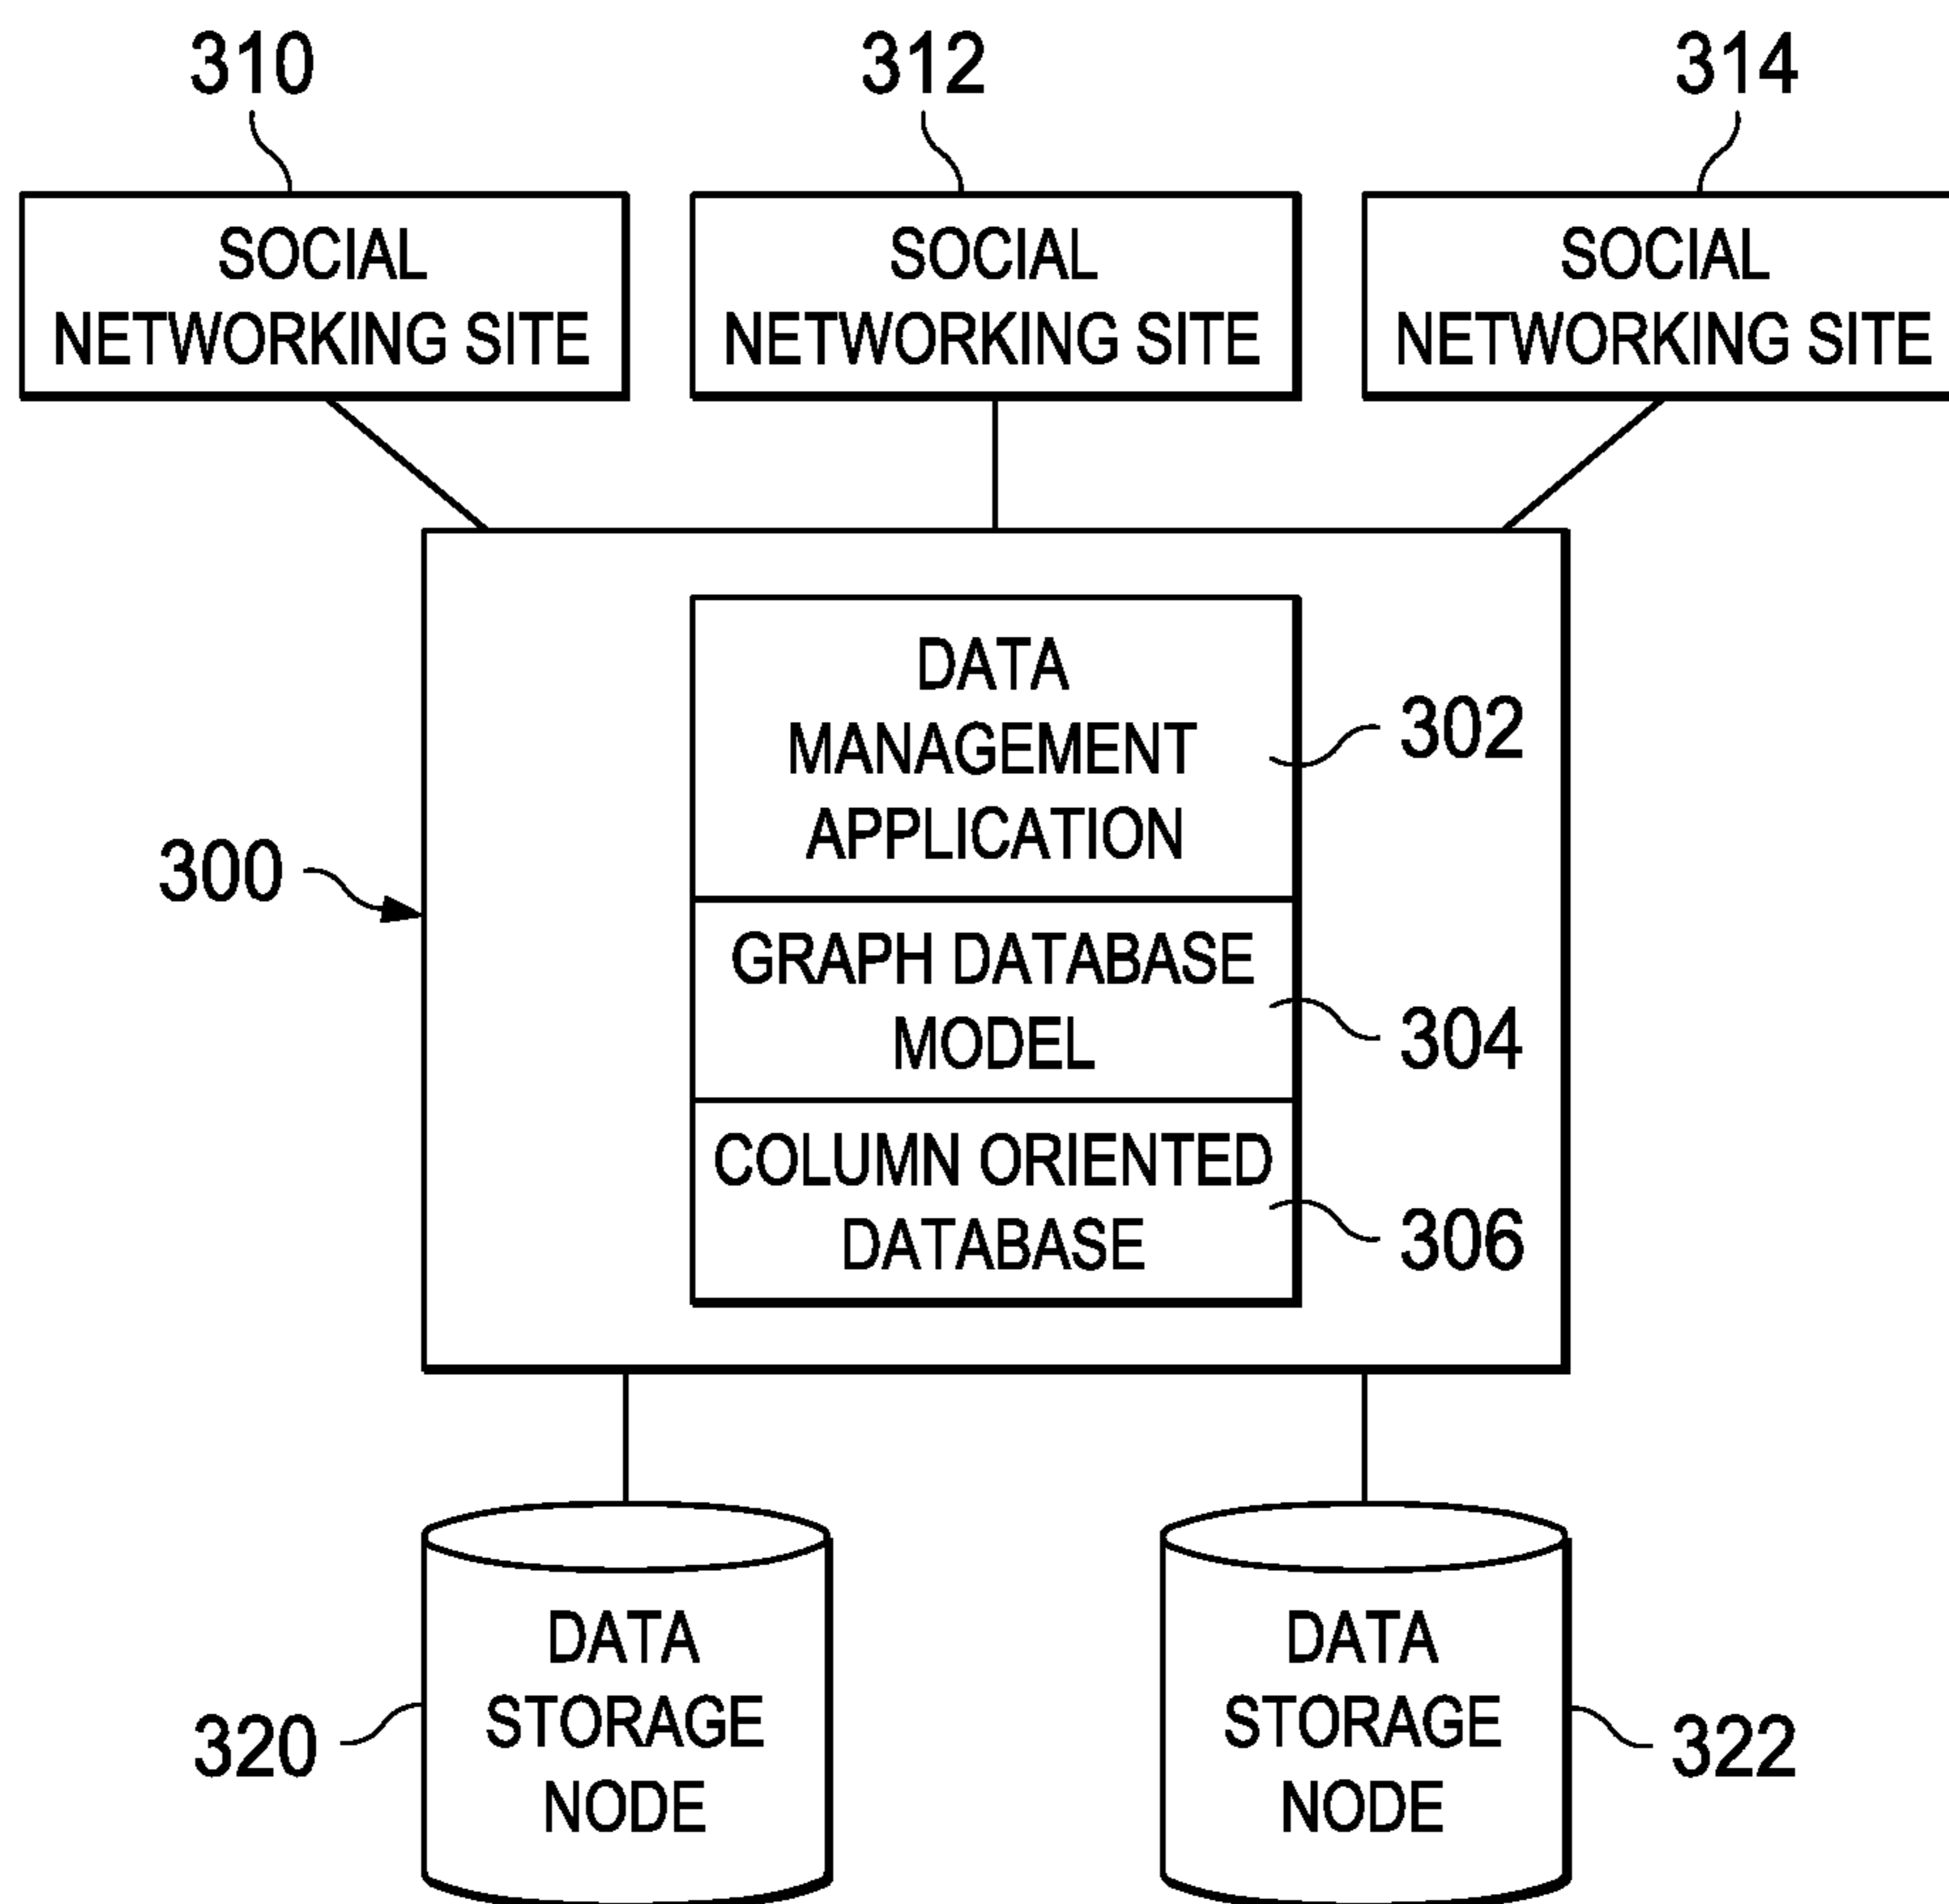 310
312
314
SOCIAL
NETWORKING SITE
SOCIAL
NETWORKING SITE
SOCIAL
NETWORKING SITE
DATA
MANAGEMENT
APPLICATION
302
300
GRAPH DATABASE
MODEL
304
COLUMN ORIENTED
DATABASE
306
DATA
STORAGE
NODE
320
DATA
STORAGE
NODE
322